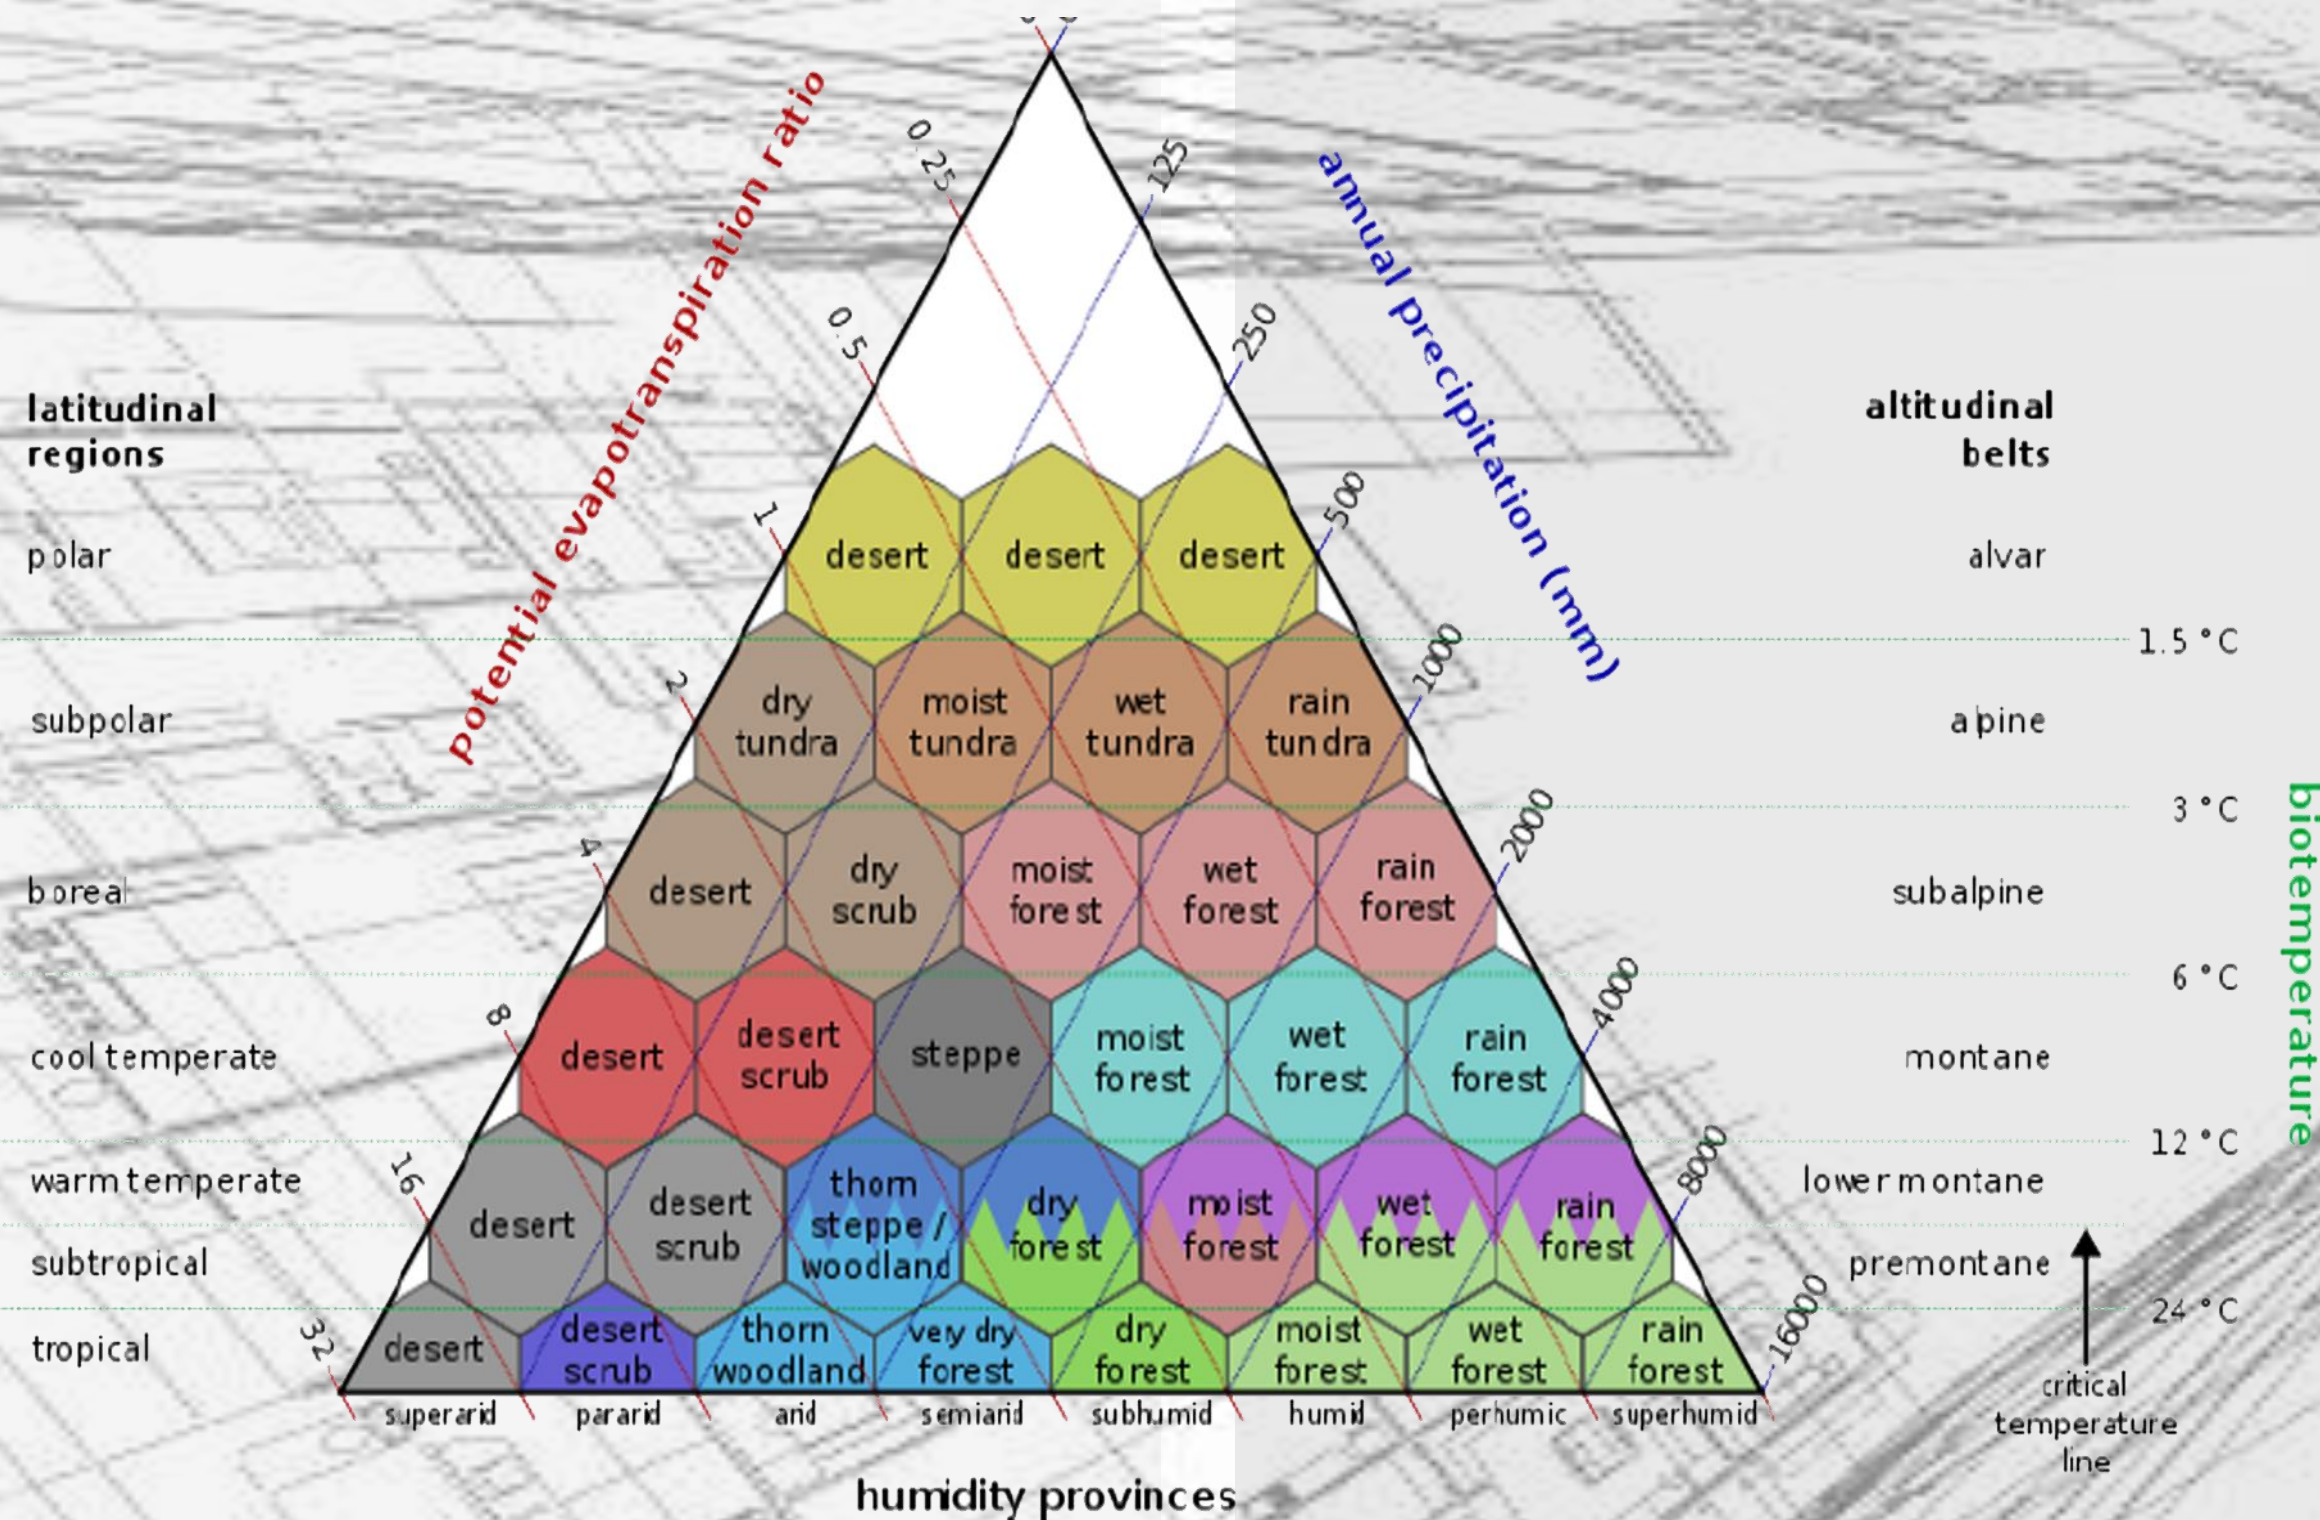 potential evapotranspiration ratio
0.25
0.5
1
2
4
8
16
32
annual precipitation (mm)
125
250
500
1000
2000
4000
8000
16000
latitudinal
regions
polar
subpolar
boreal
cool temperate
warm temperate
subtropical
tropical
altitudinal
belts
alvar
alpine
subalpine
montane
lower montane
premontane
1.5 °C
3 °C
6 °C
12 °C
24 °C
biotemperature
critical
temperature
line
desert
desert
desert
dry
tundra
moist
tundra
wet
tundra
rain
tundra
desert
dry
scrub
moist
forest
wet
forest
rain
forest
desert
desert
scrub
steppe
moist
forest
wet
forest
rain
forest
desert
desert
scrub
thorn
steppe /
woodland
dry
forest
moist
forest
wet
forest
rain
forest
desert
desert
scrub
thorn
woodland
very dry
forest
dry
forest
moist
forest
wet
forest
rain
forest
superarid
pararid
arid
semiarid
subhumid
humid
perhumic
superhumid
humidity provinces